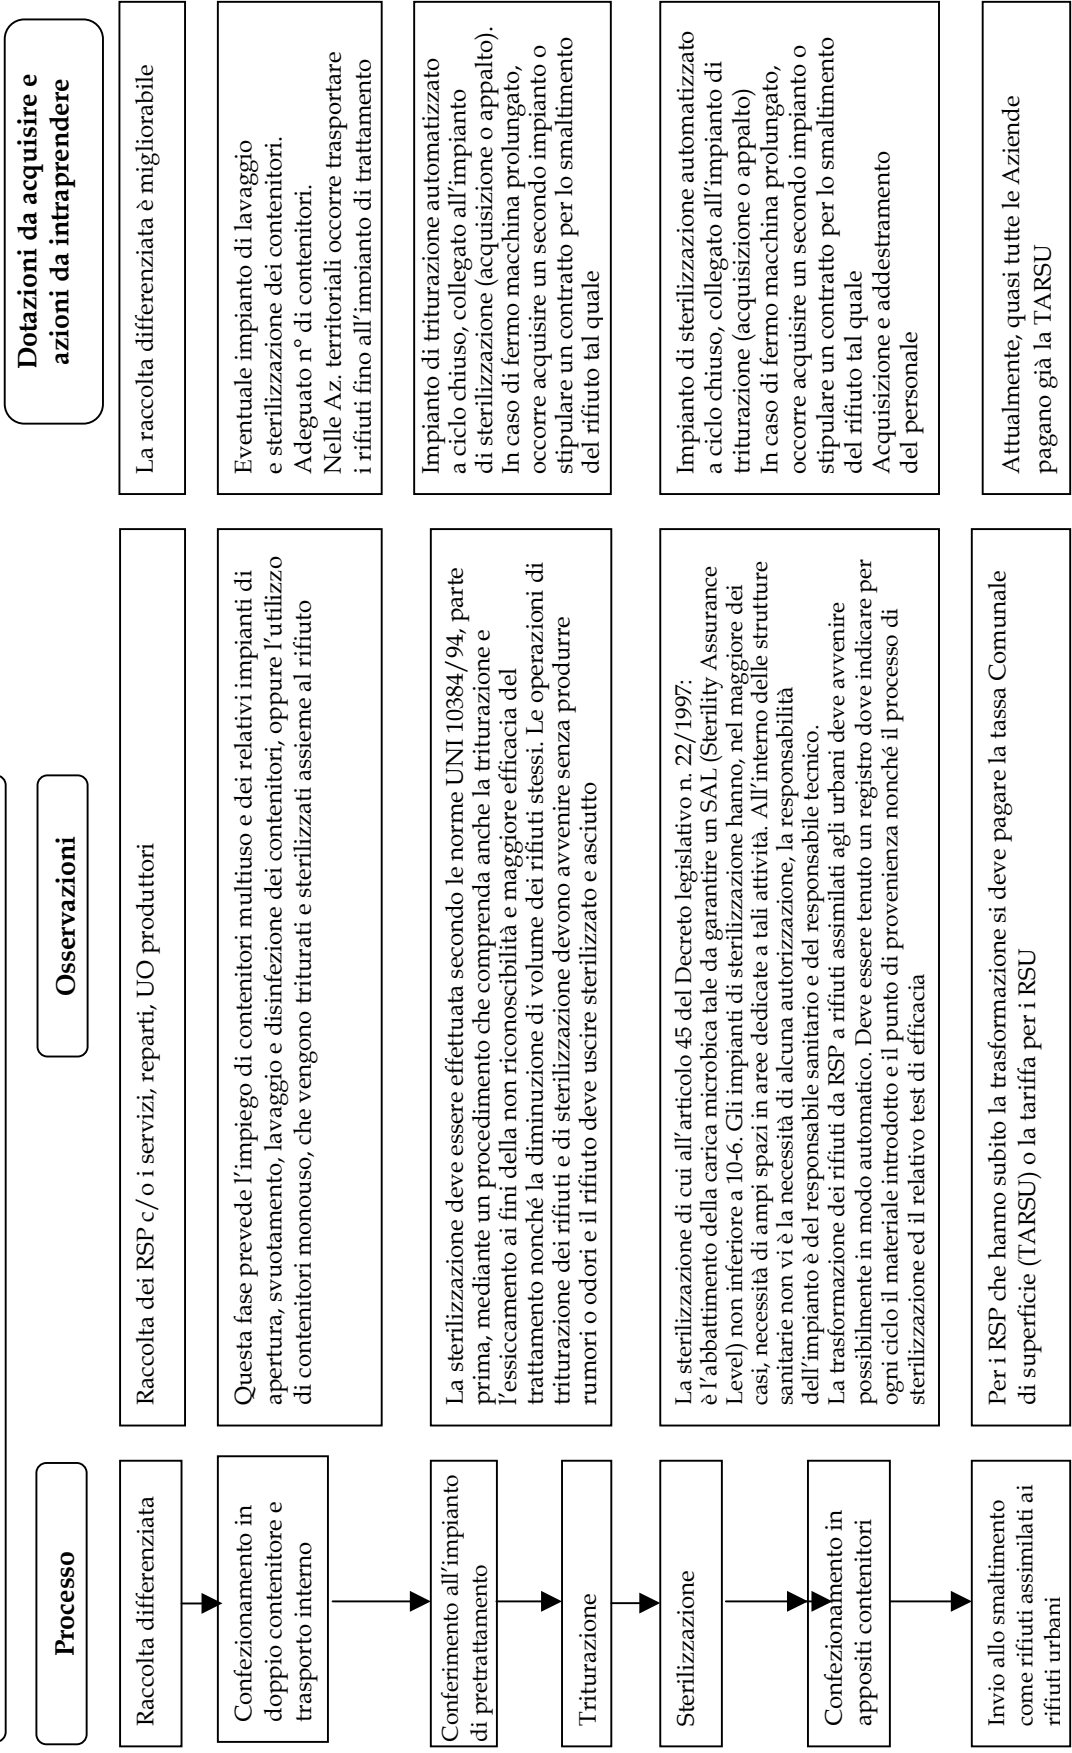 Processo
Osservazioni
Dotazioni da acquisire e
azioni da intraprendere
Raccolta differenziata
Raccolta dei RSP c/o i servizi, reparti, UO produttori
La raccolta differenziata è migliorabile
Confezionamento in
doppio contenitore e
trasporto interno
Questa fase prevede l'impiego di contenitori multiuso e dei relativi impianti di
apertura, svuotamento, lavaggio e disinfezione dei contenitori, oppure l'utilizzo
di contenitori monouso, che vengono triturati e sterilizzati assieme al rifiuto
Eventuale impianto di lavaggio
e sterilizzazione dei contenitori.
Adeguato n° di contenitori.
Nelle Az. territoriali occorre trasportare
i rifiuti fino all'impianto di trattamento
Conferimento all'impianto
di pretrattamento
Triturazione
La sterilizzazione deve essere effettuata secondo le norme UNI 10384/94, parte
prima, mediante un procedimento che comprenda anche la triturazione e
l'essiccamento ai fini della non riconoscibilità e maggiore efficacia del
trattamento nonché la diminuzione di volume dei rifiuti stessi. Le operazioni di
triturazione dei rifiuti e di sterilizzazione devono avvenire senza produrre
rumori o odori e il rifiuto deve uscire sterilizzato e asciutto
Impianto di triturazione automatizzato
a ciclo chiuso, collegato all'impianto
di sterilizzazione (acquisizione o appalto).
In caso di fermo macchina prolungato,
occorre acquisire un secondo impianto o
stipulare un contratto per lo smaltimento
del rifiuto tal quale
Sterilizzazione
Confezionamento in
appositi contenitori
La sterilizzazione di cui all'articolo 45 del Decreto legislativo n. 22/1997:
è l'abbattimento della carica microbica tale da garantire un SAL (Sterility Assurance
Level) non inferiore a 10-6. Gli impianti di sterilizzazione hanno, nel maggiore dei
casi, necessità di ampi spazi in aree dedicate a tali attività. All'interno delle strutture
sanitarie non vi è la necessità di alcuna autorizzazione, la responsabilità
dell'impianto è del responsabile sanitario e del responsabile tecnico.
La trasformazione dei rifiuti da RSP a rifiuti assimilati agli urbani deve avvenire
possibilmente in modo automatico. Deve essere tenuto un registro dove indicare per
ogni ciclo il materiale introdotto e il punto di provenienza nonché il processo di
sterilizzazione ed il relativo test di efficacia
Impianto di sterilizzazione automatizzato
a ciclo chiuso, collegato all'impianto di
triturazione (acquisizione o appalto)
In caso di fermo macchina prolungato,
occorre acquisire un secondo impianto o
stipulare un contratto per lo smaltimento
del rifiuto tal quale
Acquisizione e addestramento
del personale
Invio allo smaltimento
come rifiuti assimilati ai
rifiuti urbani
Per i RSP che hanno subito la trasformazione si deve pagare la tassa Comunale
di superficie (TARSU) o la tariffa per i RSU
Attualmente, quasi tutte le Aziende
pagano già la TARSU